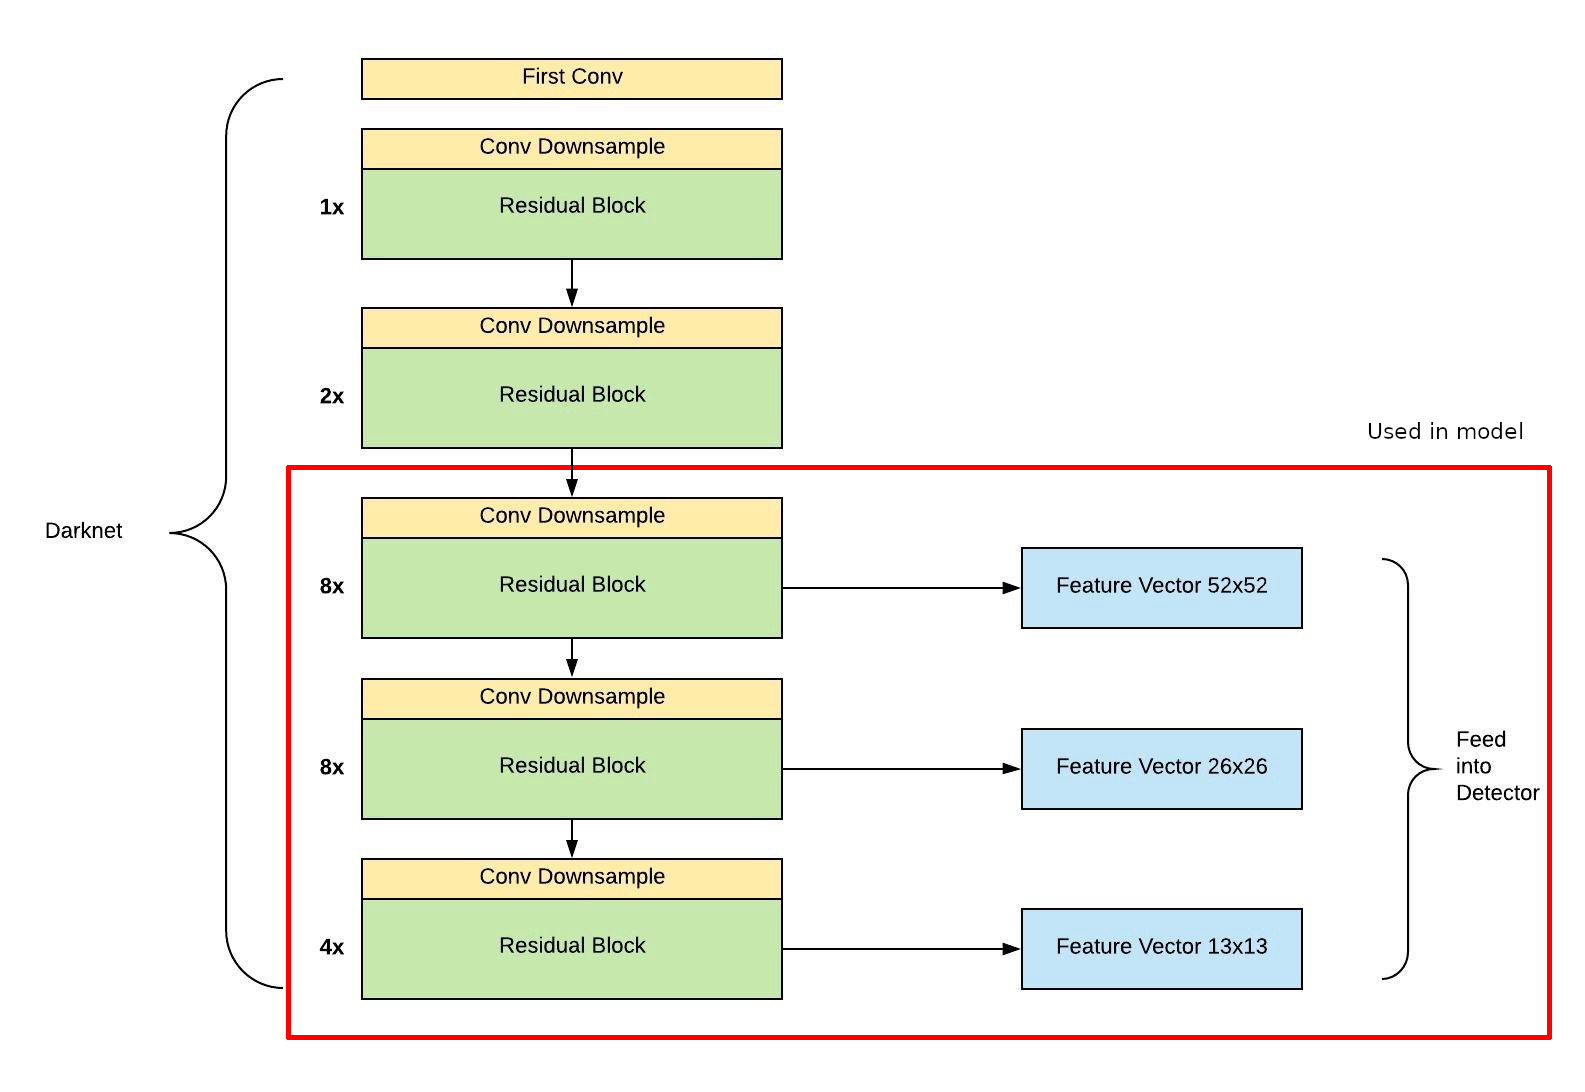 First Conv
Conv Downsample
1x
Residual Block
Conv Downsample
2x
Residual Block
Used in model
Darknet
Conv Downsample
8x
Residual Block
Feature Vector 52x52
Conv Downsample
8x
Residual Block
Feature Vector 26x26
Feed
into
Detector
Conv Downsample
4x
Residual Block
Feature Vector 13x13